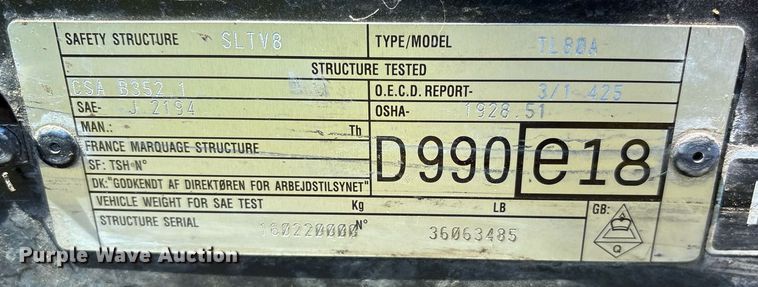 SAFETY STRUCTURE SLTV8 TYPE/MODEL TL80A
STRUCTURE TESTED
CSA B352.1 O.E.C.D. REPORT- 3/1 425
SAE- J 2194 OSHA- 1928.51
MAN.: Th
FRANCE MARQUAGE STRUCTURE
SF: TSH N°
DK:"GODKENDT AF DIREKTØREN FOR ARBEJDSTILSYNET"
D990 e18
VEHICLE WEIGHT FOR SAE TEST Kg LB GB:
STRUCTURE SERIAL 160220000 N° 36063485
Q
Purple Wave Auction